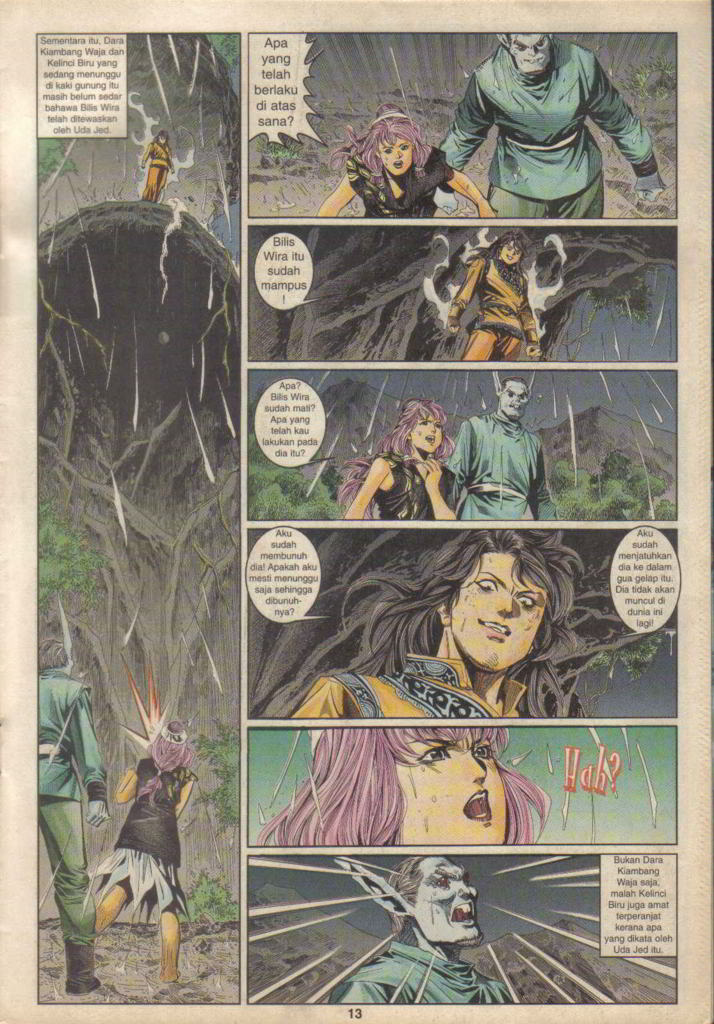 Sementara itu, Dara
Kiambang Waja dan
Kelinci Biru yang
sedang menunggu
di kaki gunung itu
masih belum sedar
bahawa Bilis Wira
telah ditewaskan
oleh Uda Jed.
Apa
yang
telah
berlaku
di atas
sana?
Bilis
Wira itu
sudah
mampus
!
Apa?
Bilis Wira
sudah mati?
Apa yang
telah kau
lakukan pada
dia itu?
Aku
sudah
membunuh
dia! Apakah aku
mesti menunggu
saja sehingga
dibunuh-
nya?
Aku
sudah
menjatuhkan
dia ke dalam
gua gelap itu.
Dia tidak akan
muncul di
dunia ini
lagi!
Hah?
Bukan Dara
Kiambang
Waja saja,
malah Kelinci
Biru juga amat
terperanjat
kerana apa
yang dikata oleh
Uda Jed itu.
13